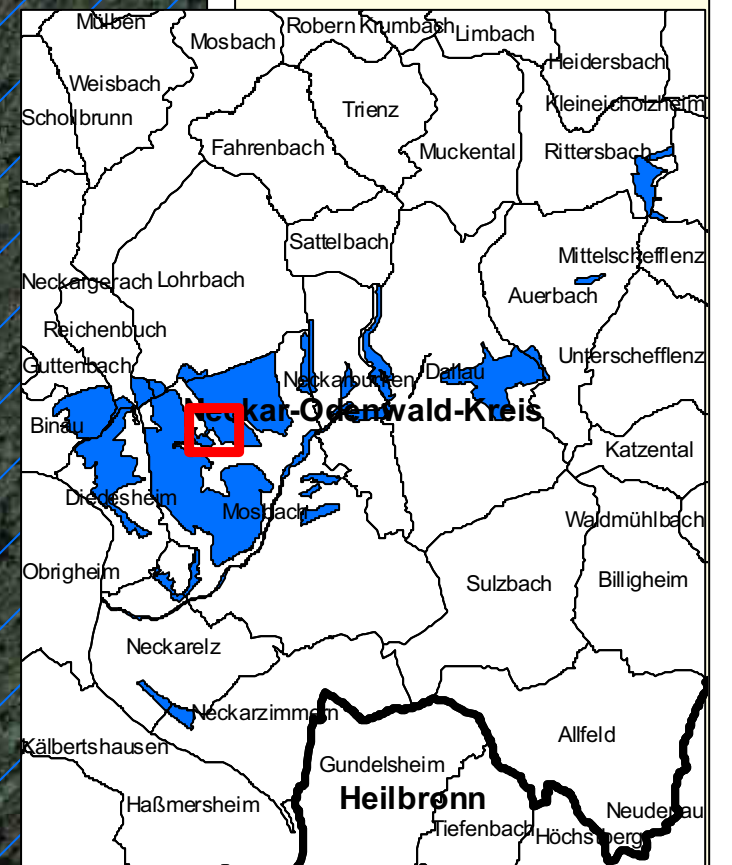 Mülben
Mosbach
Robern
Krumbach
Limbach
Heidersbach
Weisbach
Schollbrunn
Trienz
Kleineicholzheim
Fahrenbach
Muckental
Rittersbach
Sattelbach
Mittelschefflenz
Neckargerach
Lohrbach
Auerbach
Reichenbuch
Guttenbach
Unterschefflenz
Neckarburken
Dallau
Neckar-Odenwald-Kreis
Binau
Katzental
Diedesheim
Mosbach
Waldmühlbach
Obrigheim
Sulzbach
Billigheim
Neckarelz
Neckarzimmern
Allfeld
Kälbertshausen
Gundelsheim
Heilbronn
Haßmersheim
Neudenau
Tiefenbach
Höchstberg